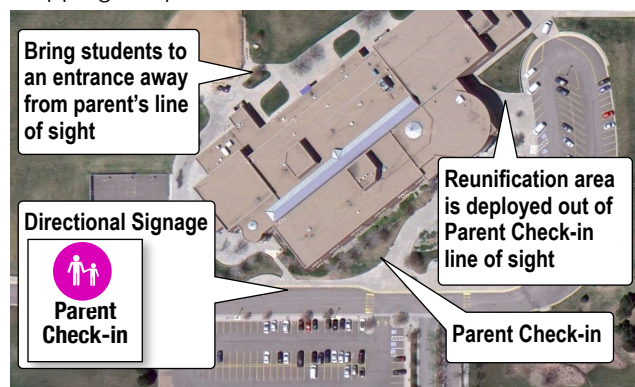 Bring students to
an entrance away
from parent's line
of sight
Reunification area
is deployed out of
Parent Check-in
line of sight
Directional Signage
Parent
Check-in
Parent Check-in